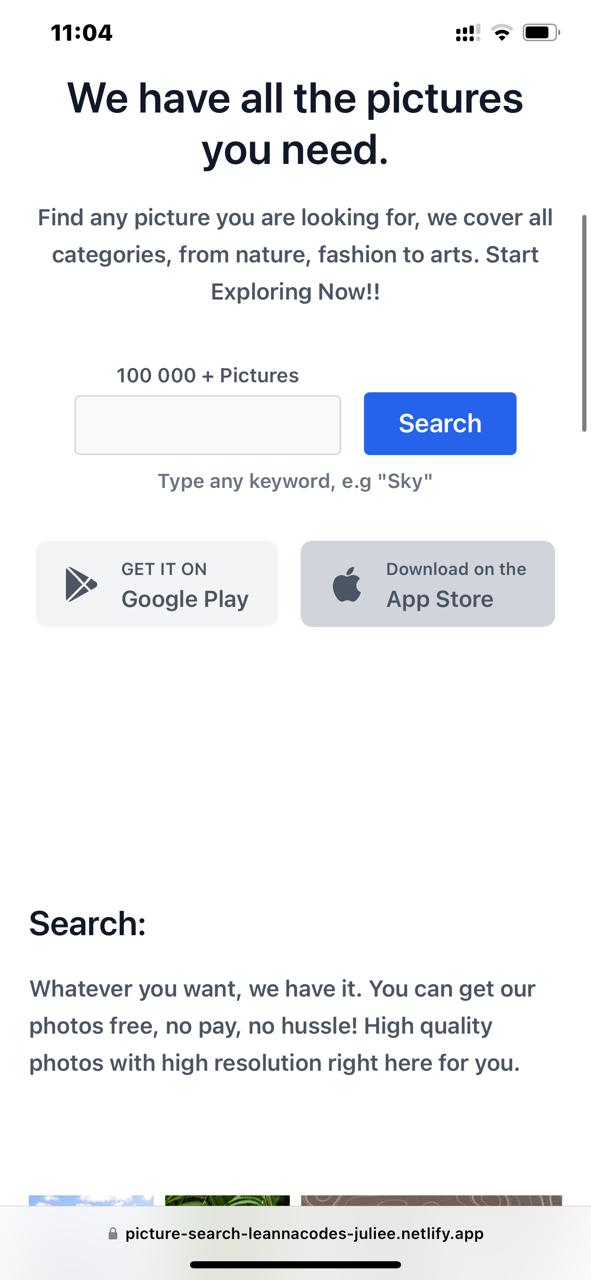 11:04
We have all the pictures
you need.
Find any picture you are looking for, we cover all
categories, from nature, fashion to arts. Start
Exploring Now!!
100 000 + Pictures
Search
Type any keyword, e.g "Sky"
GET IT ON
Google Play
Download on the
App Store
Search:
Whatever you want, we have it. You can get our
photos free, no pay, no hussle! High quality
photos with high resolution right here for you.
picture-search-leannacodes-juliee.netlify.app